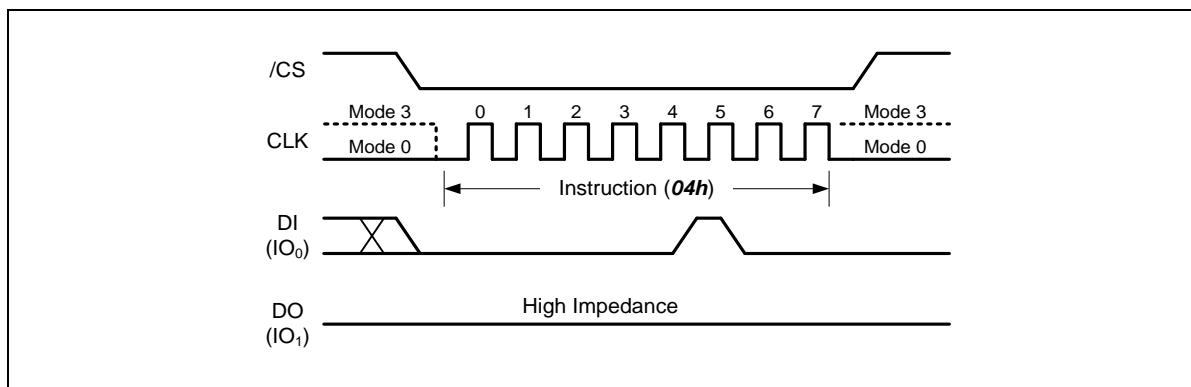 /CS
Mode 3 0 1 2 3 4 5 6 7 Mode 3
CLK
Mode 0 Mode 0
Instruction (04h)
DI
(IO₀)
DO High Impedance
(IO₁)